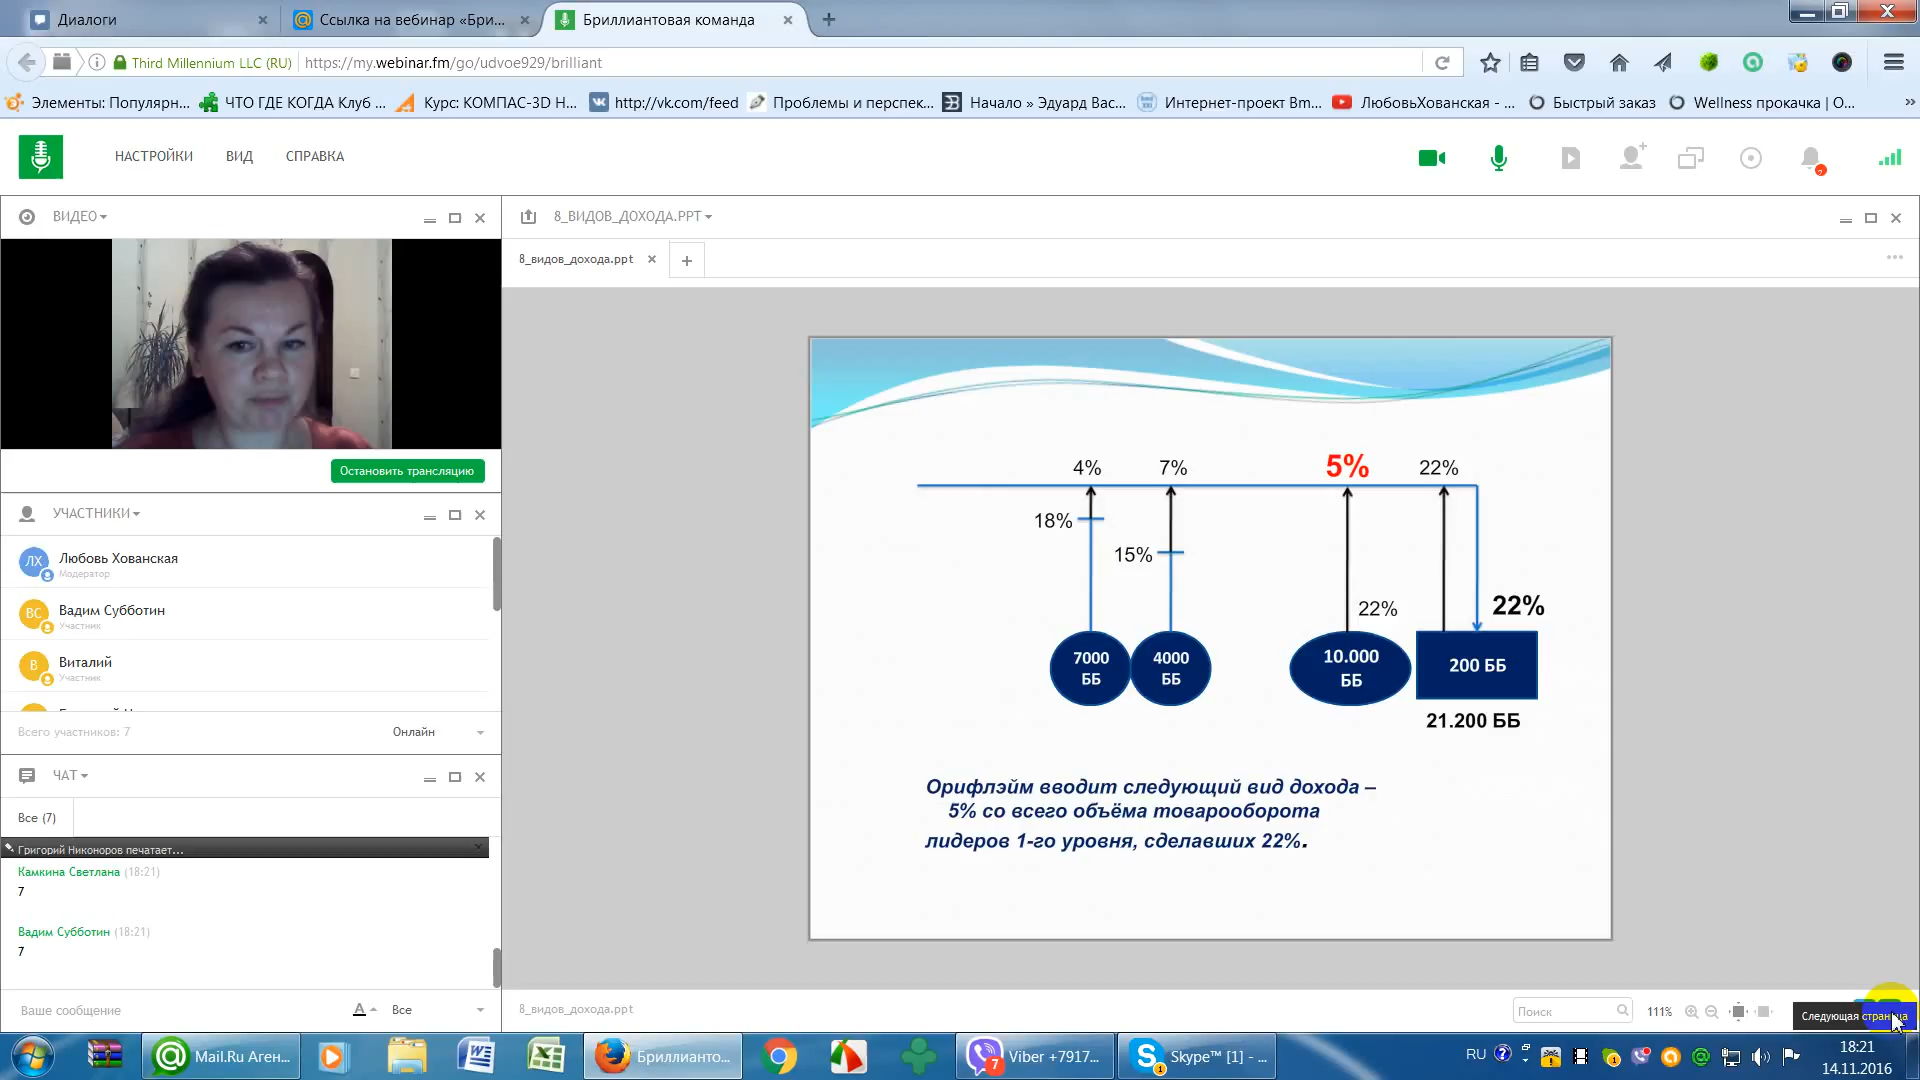 Диалоги
Ссылка на вебинар «Бри...
Бриллиантовая команда
Third Millennium LLC (RU)
https://my.webinar.fm/go/udvoe929/brilliant
Элементы: Популярн...
ЧТО ГДЕ КОГДА Клуб ...
Курс: КОМПАС-3D Н...
http://vk.com/feed
Проблемы и перспек...
Начало » Эдуард Вас...
Интернет-проект Bm...
ЛюбовьХованская - ...
Быстрый заказ
Wellness прокачка | О...
НАСТРОЙКИ
ВИД
СПРАВКА
ВИДЕО
8_ВИДОВ_ДОХОДА.PPT
8_видов_дохода.ppt
Остановить трансляцию
УЧАСТНИКИ
ЛХ
Любовь Хованская
Модератор
ВС
Вадим Субботин
Участник
В
Виталий
Участник
Всего участников: 7
Онлайн
ЧАТ
Все (7)
Григорий Никоноров печатает...
Камкина Светлана (18:21)
7
Вадим Субботин (18:21)
7
Ваше сообщение
А
Все
4%
7%
5%
22%
18%
15%
22%
22%
7000
ББ
4000
ББ
10.000
ББ
200 ББ
21.200 ББ
Орифлэйм вводит следующий вид дохода –
5% со всего объёма товарооборота
лидеров 1-го уровня, сделавших 22%.
8_видов_дохода.ppt
Поиск
111%
Следующая страница
Mail.Ru Аген...
Бриллианто...
7
Viber +7917...
Skype™ [1] - ...
RU
18:21
14.11.2016